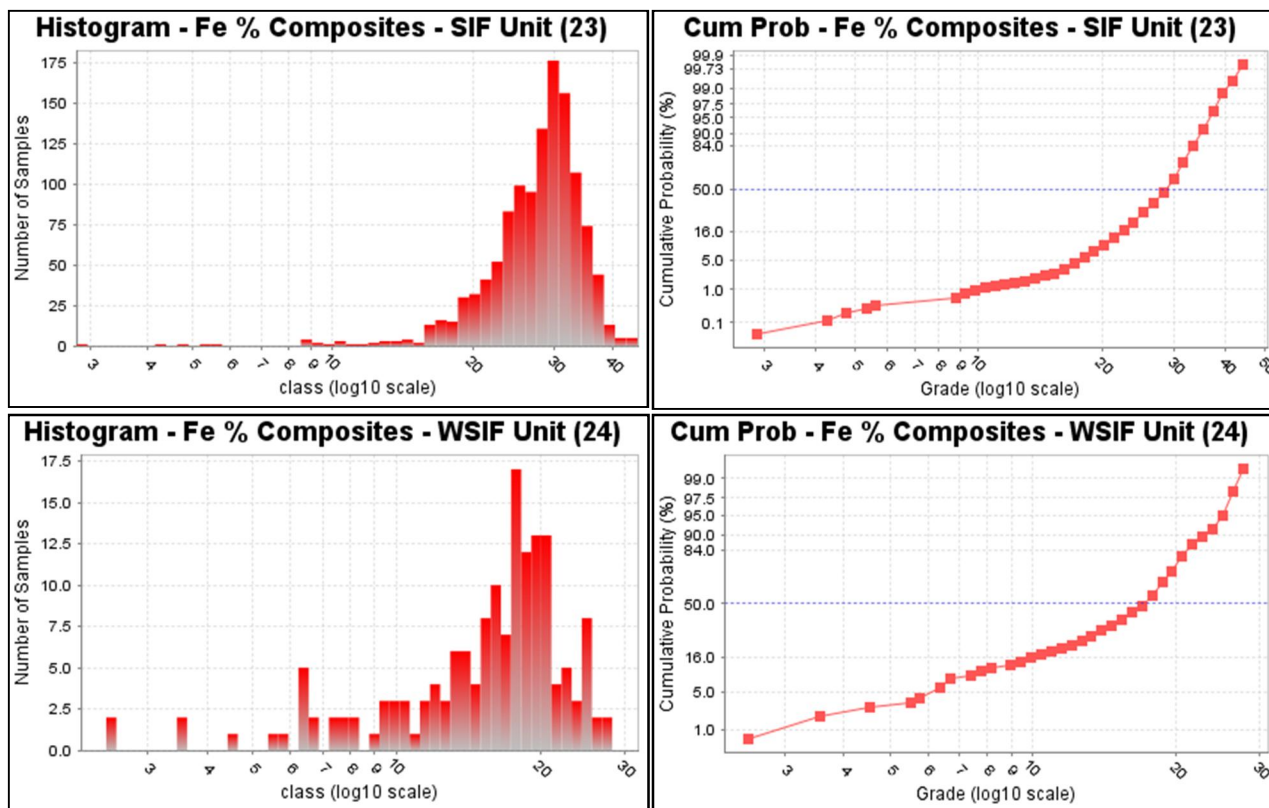 Histogram - Fe % Composites - SIF Unit (23)
Number of Samples
175
150
125
100
75
50
25
0
3 4 5 6 7 8 9 10 20 30 40
class (log10 scale)
Cum Prob - Fe % Composites - SIF Unit (23)
Cumulative Probability (%)
99.9
99.73
99.0
97.5
95.0
90.0
84.0
50.0
16.0
5.0
1.0
0.1
3 4 5 6 7 8 9 10 20 30 40 50
Grade (log10 scale)
Histogram - Fe % Composites - WSIF Unit (24)
Number of Samples
17.5
15.0
12.5
10.0
7.5
5.0
2.5
0.0
3 4 5 6 7 8 9 10 20 30
class (log10 scale)
Cum Prob - Fe % Composites - WSIF Unit (24)
Cumulative Probability (%)
99.0
97.5
95.0
90.0
84.0
50.0
16.0
5.0
1.0
3 4 5 6 7 8 9 10 20 30
Grade (log10 scale)